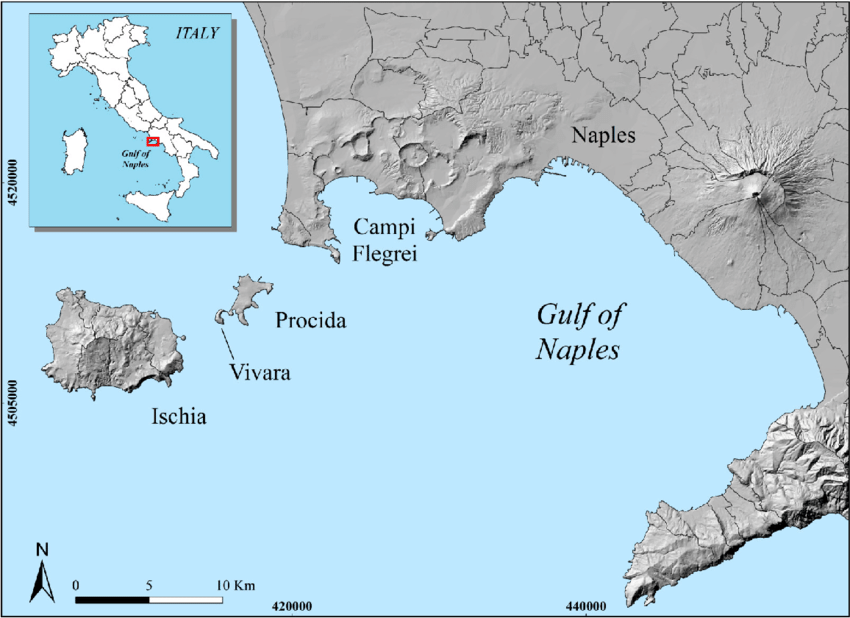 ITALY
Gulf of
Naples
Naples
Campi
Flegrei
Procida
Vivara
Ischia
Gulf of
Naples
4520000
4505000
N
0 5 10 Km
420000 440000